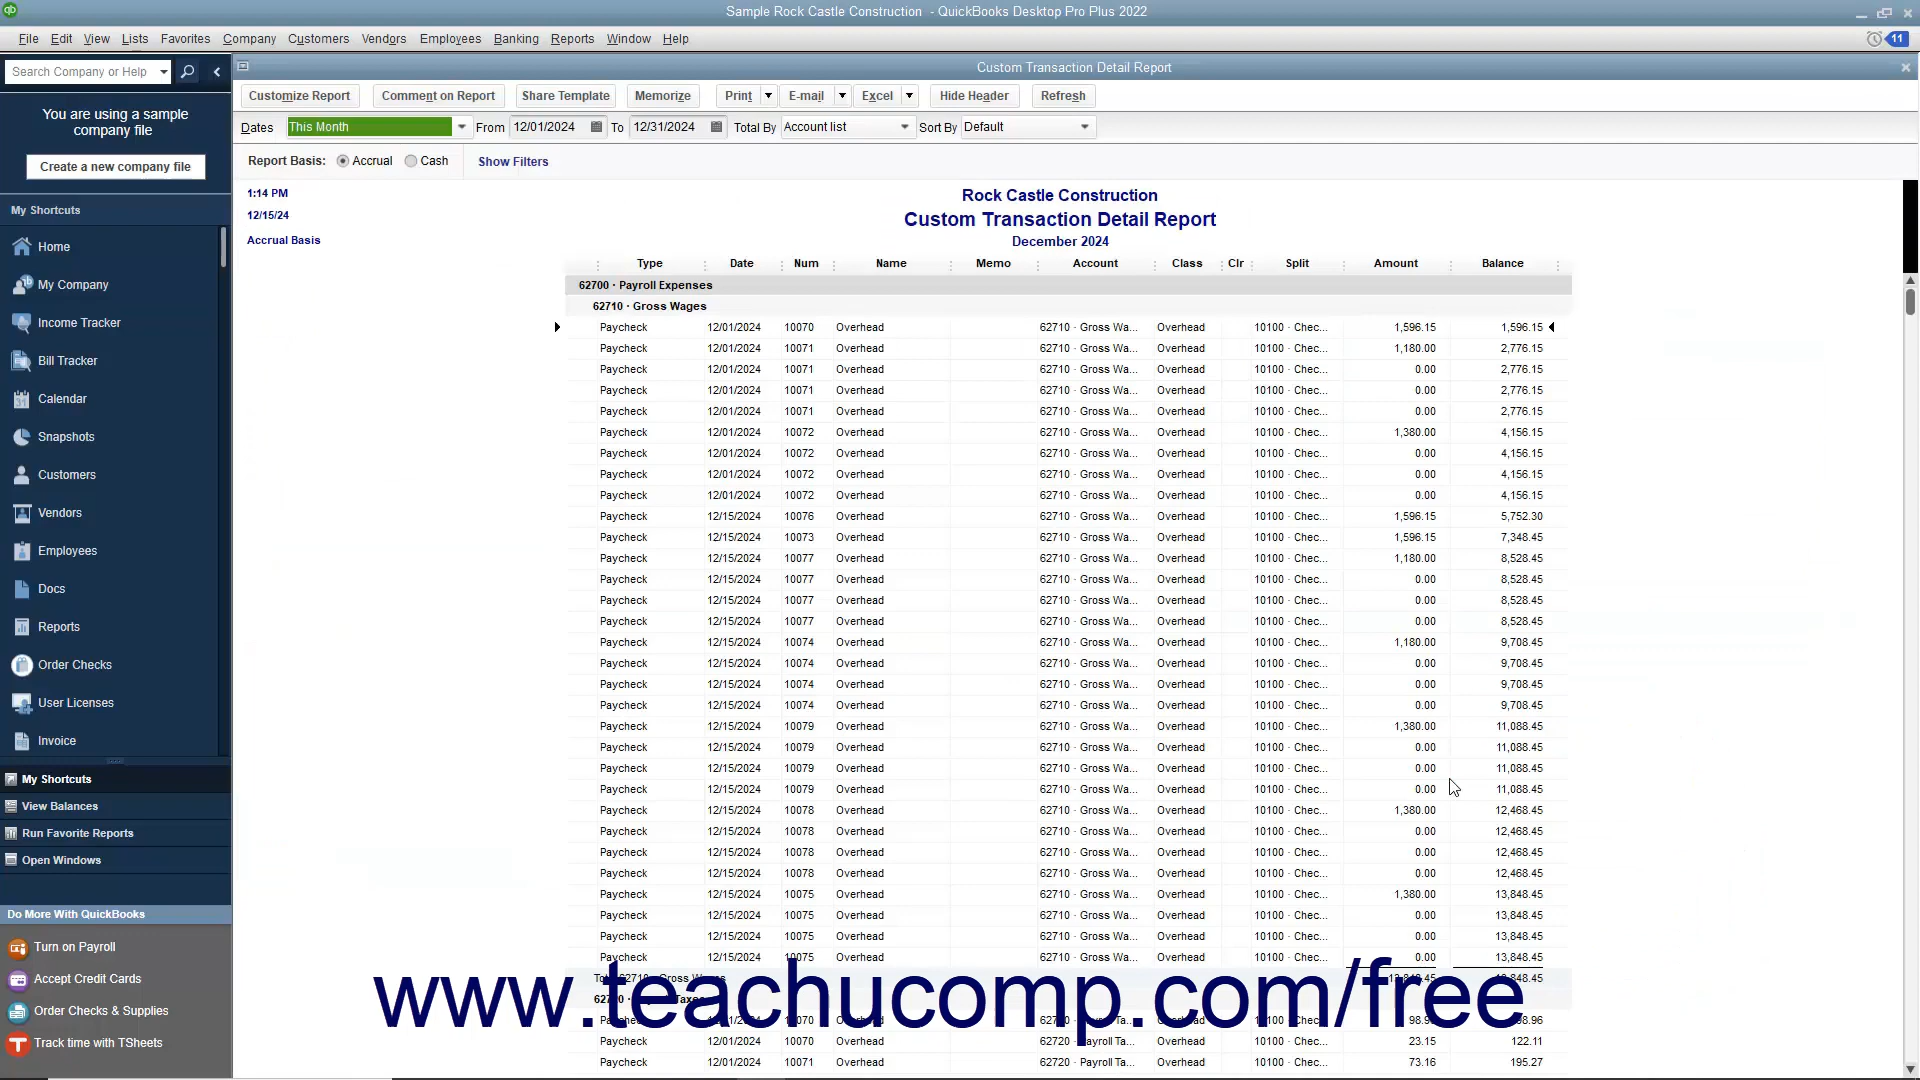 Sample Rock Castle Construction - QuickBooks Desktop Pro Plus 2022
File Edit View Lists Favorites Company Customers Vendors Employees Banking Reports Window Help 11
Search Company or Help
Custom Transaction Detail Report
You are using a sample
company file
Create a new company file
My Shortcuts
Home
My Company
Income Tracker
Bill Tracker
Calendar
Snapshots
Customers
Vendors
Employees
Docs
Reports
Order Checks
User Licenses
Invoice
My Shortcuts
View Balances
Run Favorite Reports
Open Windows
Do More With QuickBooks
Turn on Payroll
Accept Credit Cards
Order Checks & Supplies
Track time with TSheets
Customize Report Comment on Report Share Template Memorize Print E-mail Excel Hide Header Refresh
Dates This Month From 12/01/2024 To 12/31/2024 Total By Account list Sort By Default
Report Basis: Accrual Cash Show Filters
1:14 PM
12/15/24
Accrual Basis
Rock Castle Construction
Custom Transaction Detail Report
December 2024
Type Date Num Name Memo Account Class Clr Split Amount Balance
62700 · Payroll Expenses
62710 · Gross Wages
Paycheck 12/01/2024 10070 Overhead 62710 · Gross Wa... Overhead 10100 · Chec... 1,596.15 1,596.15
Paycheck 12/01/2024 10071 Overhead 62710 · Gross Wa... Overhead 10100 · Chec... 1,180.00 2,776.15
Paycheck 12/01/2024 10071 Overhead 62710 · Gross Wa... Overhead 10100 · Chec... 0.00 2,776.15
Paycheck 12/01/2024 10071 Overhead 62710 · Gross Wa... Overhead 10100 · Chec... 0.00 2,776.15
Paycheck 12/01/2024 10071 Overhead 62710 · Gross Wa... Overhead 10100 · Chec... 0.00 2,776.15
Paycheck 12/01/2024 10072 Overhead 62710 · Gross Wa... Overhead 10100 · Chec... 1,380.00 4,156.15
Paycheck 12/01/2024 10072 Overhead 62710 · Gross Wa... Overhead 10100 · Chec... 0.00 4,156.15
Paycheck 12/01/2024 10072 Overhead 62710 · Gross Wa... Overhead 10100 · Chec... 0.00 4,156.15
Paycheck 12/01/2024 10072 Overhead 62710 · Gross Wa... Overhead 10100 · Chec... 0.00 4,156.15
Paycheck 12/15/2024 10076 Overhead 62710 · Gross Wa... Overhead 10100 · Chec... 1,596.15 5,752.30
Paycheck 12/15/2024 10073 Overhead 62710 · Gross Wa... Overhead 10100 · Chec... 1,596.15 7,348.45
Paycheck 12/15/2024 10077 Overhead 62710 · Gross Wa... Overhead 10100 · Chec... 1,180.00 8,528.45
Paycheck 12/15/2024 10077 Overhead 62710 · Gross Wa... Overhead 10100 · Chec... 0.00 8,528.45
Paycheck 12/15/2024 10077 Overhead 62710 · Gross Wa... Overhead 10100 · Chec... 0.00 8,528.45
Paycheck 12/15/2024 10077 Overhead 62710 · Gross Wa... Overhead 10100 · Chec... 0.00 8,528.45
Paycheck 12/15/2024 10074 Overhead 62710 · Gross Wa... Overhead 10100 · Chec... 1,180.00 9,708.45
Paycheck 12/15/2024 10074 Overhead 62710 · Gross Wa... Overhead 10100 · Chec... 0.00 9,708.45
Paycheck 12/15/2024 10074 Overhead 62710 · Gross Wa... Overhead 10100 · Chec... 0.00 9,708.45
Paycheck 12/15/2024 10074 Overhead 62710 · Gross Wa... Overhead 10100 · Chec... 0.00 9,708.45
Paycheck 12/15/2024 10079 Overhead 62710 · Gross Wa... Overhead 10100 · Chec... 1,380.00 11,088.45
Paycheck 12/15/2024 10079 Overhead 62710 · Gross Wa... Overhead 10100 · Chec... 0.00 11,088.45
Paycheck 12/15/2024 10079 Overhead 62710 · Gross Wa... Overhead 10100 · Chec... 0.00 11,088.45
Paycheck 12/15/2024 10079 Overhead 62710 · Gross Wa... Overhead 10100 · Chec... 0.00 11,088.45
Paycheck 12/15/2024 10078 Overhead 62710 · Gross Wa... Overhead 10100 · Chec... 1,380.00 12,468.45
Paycheck 12/15/2024 10078 Overhead 62710 · Gross Wa... Overhead 10100 · Chec... 0.00 12,468.45
Paycheck 12/15/2024 10078 Overhead 62710 · Gross Wa... Overhead 10100 · Chec... 0.00 12,468.45
Paycheck 12/15/2024 10078 Overhead 62710 · Gross Wa... Overhead 10100 · Chec... 0.00 12,468.45
Paycheck 12/15/2024 10075 Overhead 62710 · Gross Wa... Overhead 10100 · Chec... 1,380.00 13,848.45
Paycheck 12/15/2024 10075 Overhead 62710 · Gross Wa... Overhead 10100 · Chec... 0.00 13,848.45
Paycheck 12/15/2024 10075 Overhead 62710 · Gross Wa... Overhead 10100 · Chec... 0.00 13,848.45
Paycheck 12/15/2024 10075 Overhead 62710 · Gross Wa... Overhead 10100 · Chec... 0.00 13,848.45
www.teachucomp.com/free
Paycheck 12/01/2024 10070 Overhead 62720 · Payroll Ta... Overhead 10100 · Chec... 23.15 122.11
Paycheck 12/01/2024 10071 Overhead 62720 · Payroll Ta... Overhead 10100 · Chec... 73.16 195.27